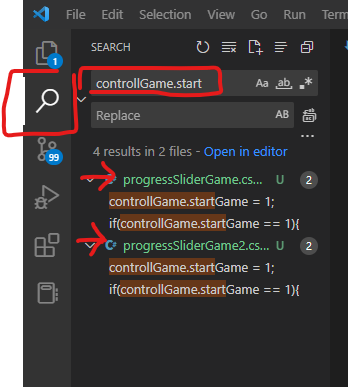 File Edit Selection View Go
SEARCH
controllGame.start
Aa ab .*
Replace
AB
...
4 results in 2 files - Open in editor
1
C# progressSliderGame.cs... U 2
controllGame.startGame = 1;
if(controllGame.startGame == 1){
99
C# progressSliderGame2.cs... U 2
controllGame.startGame = 1;
if(controllGame.startGame == 1){